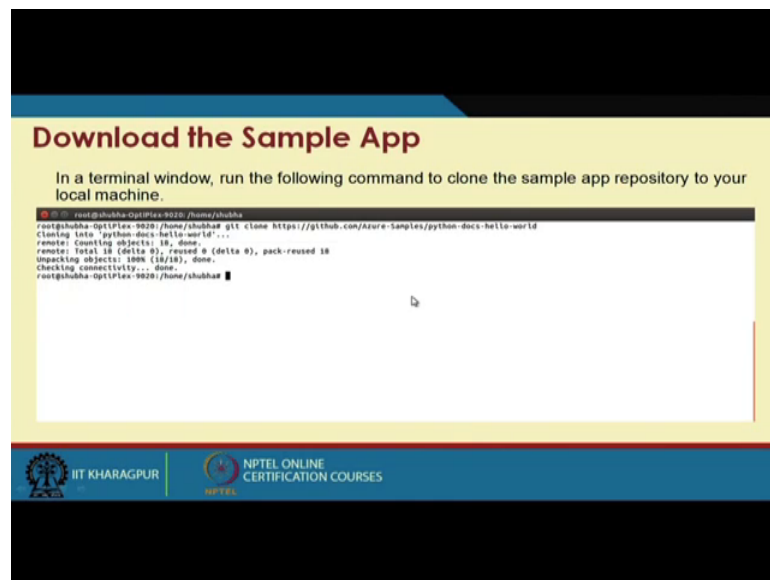 Download the Sample App
In a terminal window, run the following command to clone the sample app repository to your
local machine.
root@shubha-OptiPlex-9020: /home/shubha
root@shubha-OptiPlex-9020:/home/shubha# git clone https://github.com/Azure-Samples/python-docs-hello-world
Cloning into 'python-docs-hello-world'...
remote: Counting objects: 18, done.
remote: Total 18 (delta 0), reused 0 (delta 0), pack-reused 18
Unpacking objects: 100% (18/18), done.
Checking connectivity... done.
root@shubha-OptiPlex-9020:/home/shubha#
IIT KHARAGPUR
NPTEL
NPTEL ONLINE
CERTIFICATION COURSES